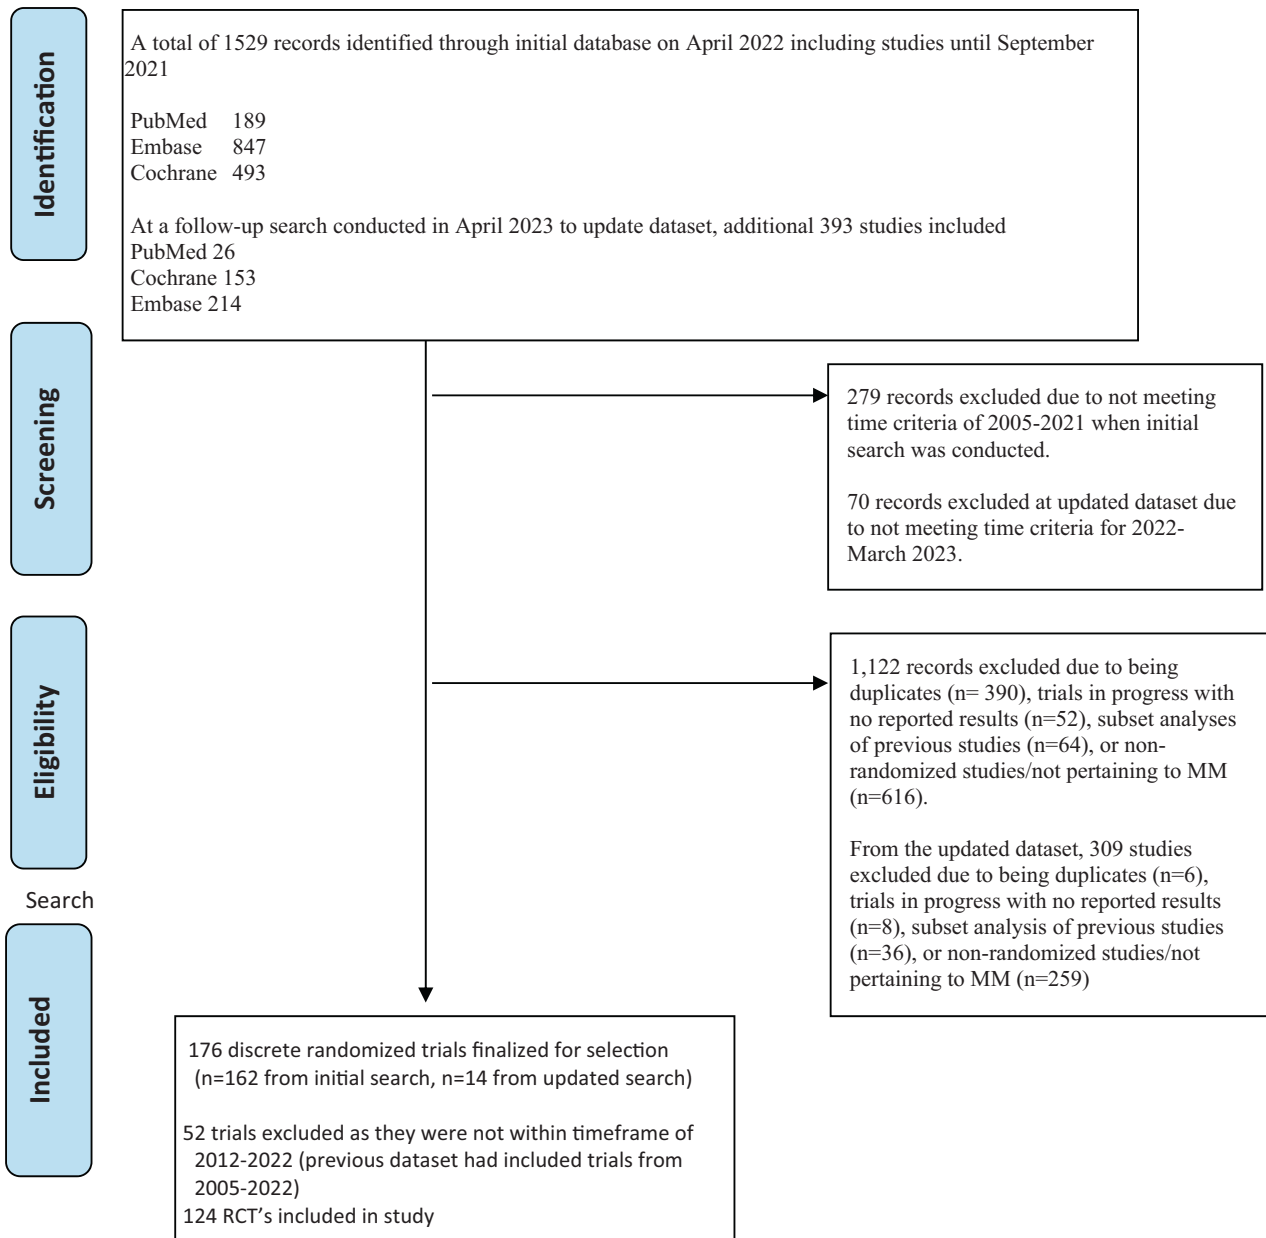 Identification
A total of 1529 records identified through initial database on April 2022 including studies until September
2021
PubMed 189
Embase 847
Cochrane 493
At a follow-up search conducted in April 2023 to update dataset, additional 393 studies included
PubMed 26
Cochrane 153
Embase 214
Screening
279 records excluded due to not meeting
time criteria of 2005-2021 when initial
search was conducted.
70 records excluded at updated dataset due
to not meeting time criteria for 2022-
March 2023.
Eligibility
1,122 records excluded due to being
duplicates (n= 390), trials in progress with
no reported results (n=52), subset analyses
of previous studies (n=64), or non-
randomized studies/not pertaining to MM
(n=616).
From the updated dataset, 309 studies
excluded due to being duplicates (n=6),
trials in progress with no reported results
(n=8), subset analysis of previous studies
(n=36), or non-randomized studies/not
pertaining to MM (n=259)
Search
Included
176 discrete randomized trials finalized for selection
(n=162 from initial search, n=14 from updated search)
52 trials excluded as they were not within timeframe of
2012-2022 (previous dataset had included trials from
2005-2022)
124 RCT's included in study